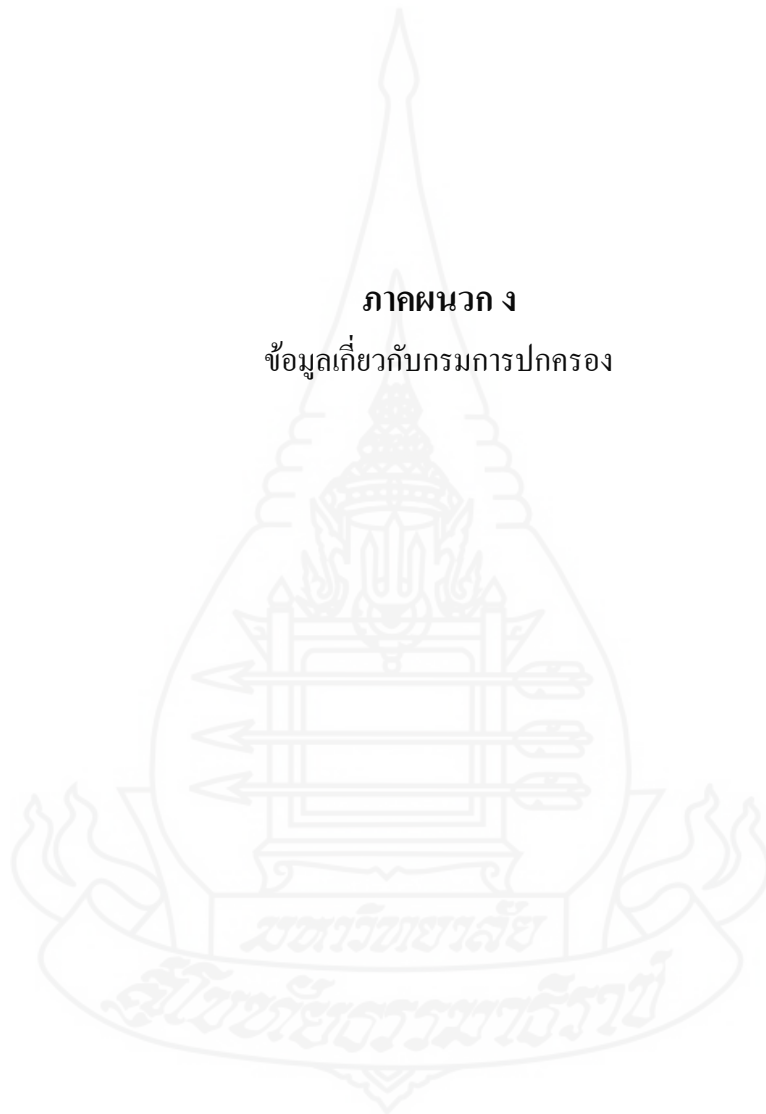 ภาคผนวก ง
ข้อมูลเกี่ยวกับกรมการปกครอง
มหาวิทยาลัย
สุโขทัยธรรมาธิราช